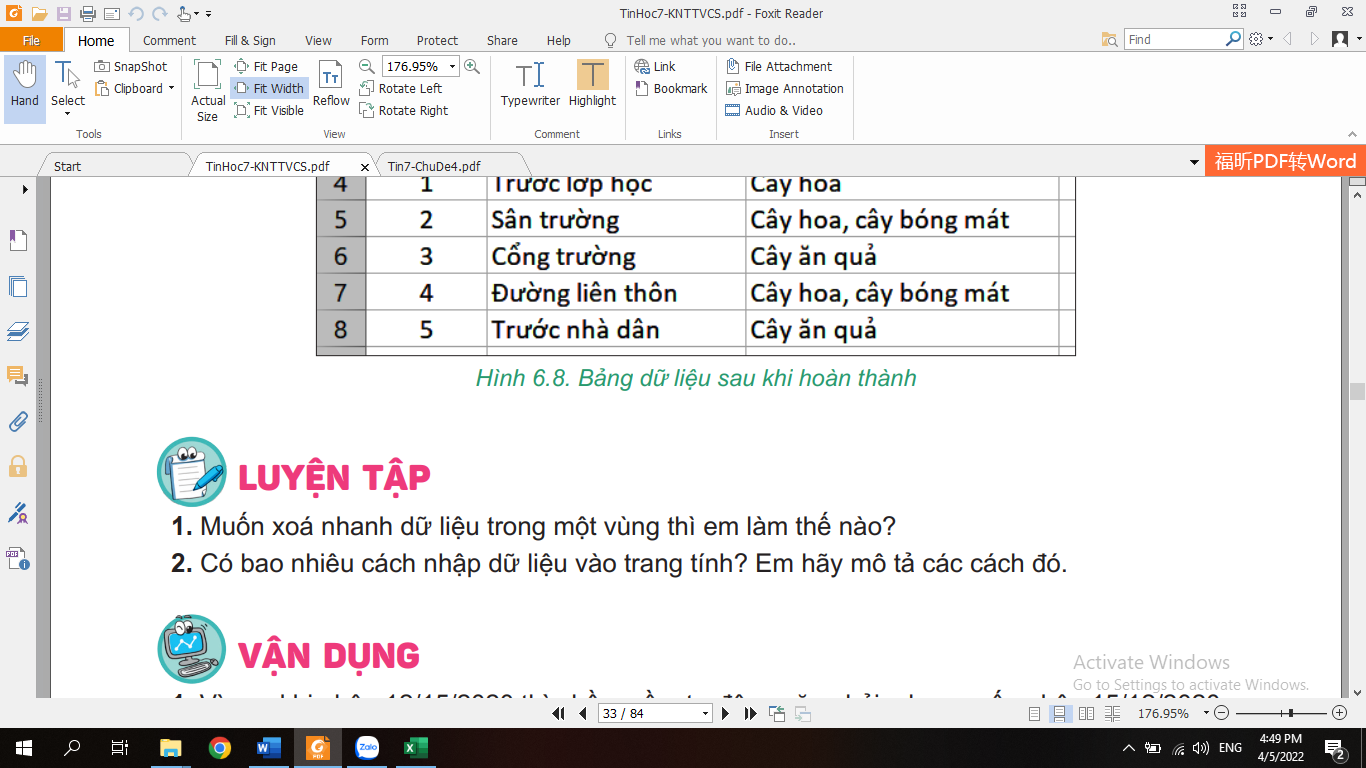 TinHoc7-KNTTVCS.pdf - Foxit Reader
File Home Comment Fill & Sign View Form Protect Share Help Tell me what you want to do.. Find
SnapShot Fit Page 176.95% Link File Attachment
Hand Select Clipboard Actual Size Fit Width Reflow Rotate Left Typewriter Highlight Bookmark Image Annotation
Fit Visible Rotate Right Audio & Video
Tools View Comment Links Insert
Start TinHoc7-KNTTVCS.pdf x Tin7-ChuDe4.pdf 福昕PDF转Word
4 1 Trước lớp học Cây hoa
5 2 Sân trường Cây hoa, cây bóng mát
6 3 Cổng trường Cây ăn quả
7 4 Đường liên thôn Cây hoa, cây bóng mát
8 5 Trước nhà dân Cây ăn quả
Hình 6.8. Bảng dữ liệu sau khi hoàn thành
LUYỆN TẬP
1. Muốn xoá nhanh dữ liệu trong một vùng thì em làm thế nào?
2. Có bao nhiêu cách nhập dữ liệu vào trang tính? Em hãy mô tả các cách đó.
VẬN DỤNG
Activate Windows
Go to Settings to activate Windows.
33 / 84 176.95%
ENG 4:49 PM
4/5/2022 2